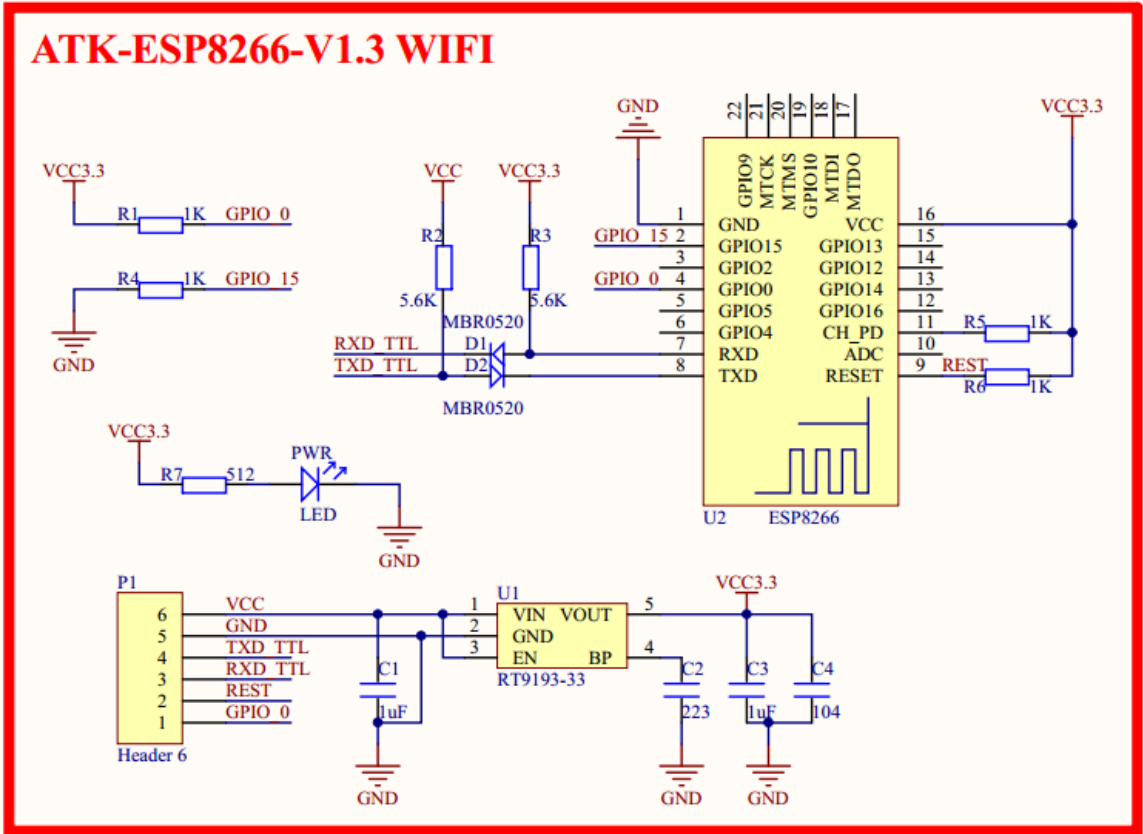 ATK-ESP8266-V1.3 WIFI
VCC3.3
R1 1K GPIO_0
R4 1K GPIO_15
GND
VCC VCC3.3
R2 R3
5.6K 5.6K
MBR0520
RXD_TTL D1
TXD_TTL D2
MBR0520
GND
22 21 20 19 18 17
GPIO9 MTCK MTMS GPIO10 MTDI MTDO
VCC3.3
1 GND VCC 16
GPIO_15 2 GPIO15 GPIO13 15
3 GPIO2 GPIO12 14
GPIO_0 4 GPIO0 GPIO14 13
5 GPIO5 GPIO16 12
6 GPIO4 CH_PD 11 R5 1K
7 RXD ADC 10
8 TXD RESET 9 REST
R6 1K
U2 ESP8266
VCC3.3
R7 512
PWR
LED
GND
P1
6 VCC
5 GND
4 TXD_TTL
3 RXD_TTL
2 REST
1 GPIO_0
Header 6
C1
1uF
GND
U1
1 VIN VOUT 5
2 GND
3 EN BP 4
RT9193-33
VCC3.3
C2 C3 C4
223 1uF 104
GND GND